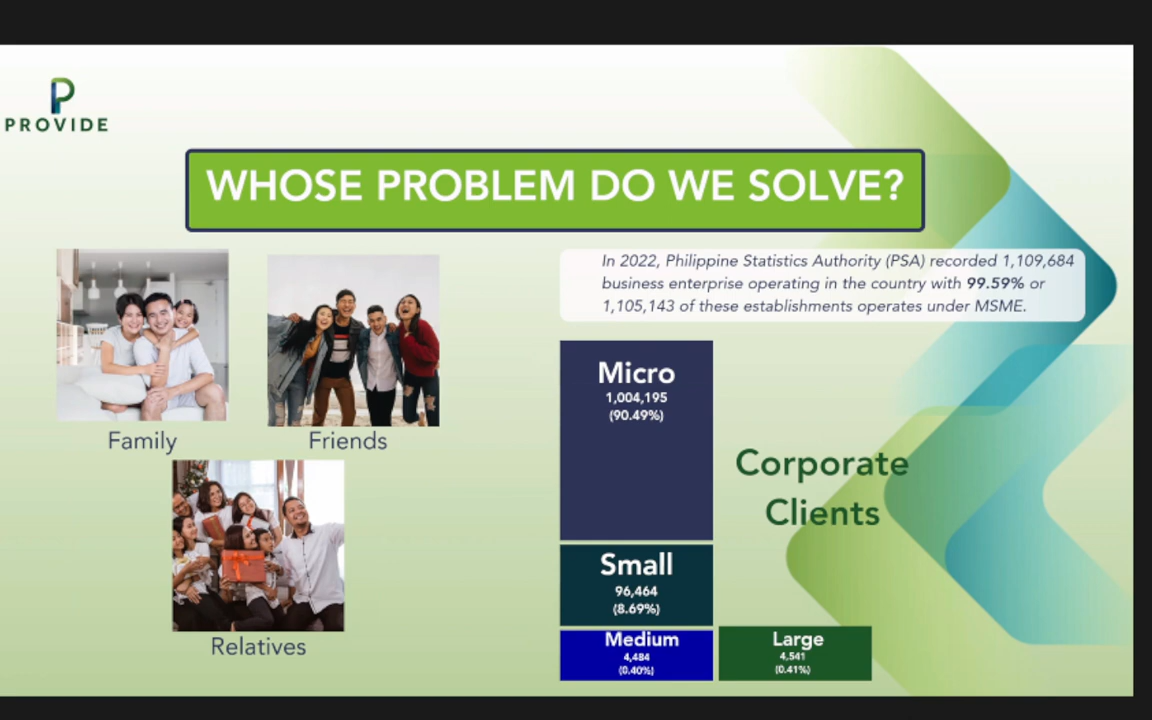 PROVIDE
WHOSE PROBLEM DO WE SOLVE?
Family
Friends
Relatives
In 2022, Philippine Statistics Authority (PSA) recorded 1,109,684
business enterprise operating in the country with 99.59% or
1,105,143 of these establishments operates under MSME.
Micro
1,004,195
(90.49%)
Corporate
Clients
Small
96,464
(8.69%)
Medium
4,484
(0.40%)
Large
4,541
(0.41%)